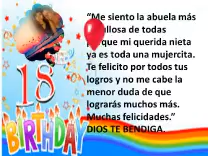 “Me siento la abuela más
llosa de todas
que mi querida nieta
ya es toda una mujercita.
Te felicito por todos tus
logros y no me cabe la
menor duda de que
lograrás muchos más.
Muchas felicidades.”
DIOS TE BENDIGA.
18
BIRTHDAY